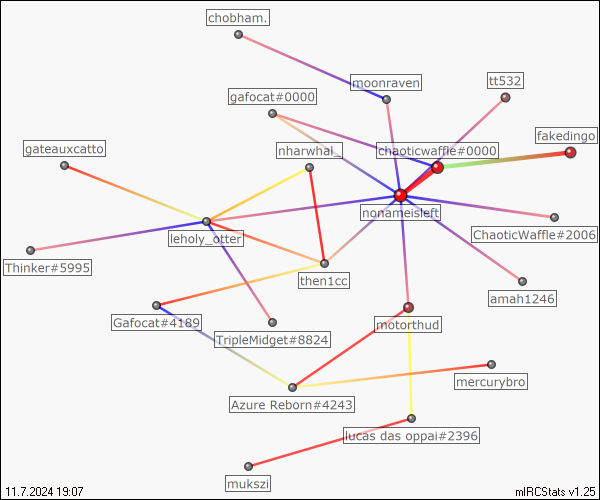 chobham.
moonraven
tt532
gafocat#0000
fakedingo
gateauxcatto
nharwhal_
chaoticwaffle#0000
nonameisleft
leholy_otter
ChaoticWaffle#2006
Thinker#5995
then1cc
amah1246
Gafocat#4189
motorthud
TripleMidget#8824
mercurybro
Azure Reborn#4243
lucas das oppai#2396
mukszi
11.7.2024 19:07
mIRCStats v1.25